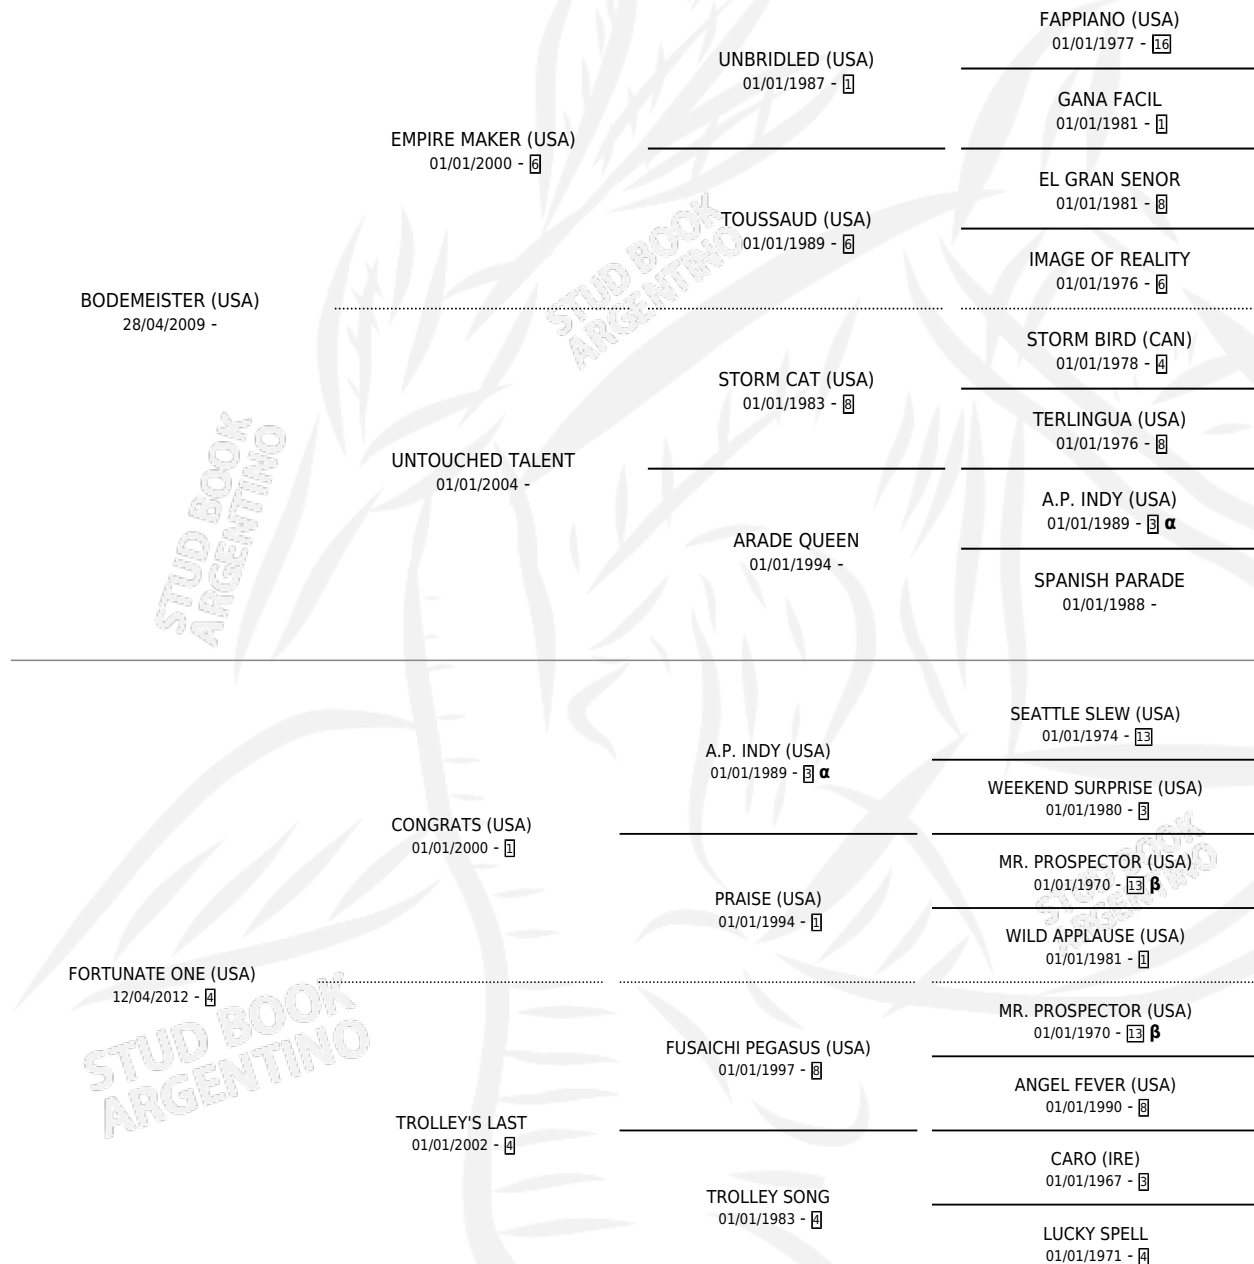 FAPPIANO (USA)
01/01/1977 - 16
UNBRIDLED (USA)
01/01/1987 - 1
GANA FACIL
01/01/1981 - 1
EMPIRE MAKER (USA)
01/01/2000 - 6
EL GRAN SENOR
01/01/1981 - 8
TOUSSAUD (USA)
01/01/1989 - 6
IMAGE OF REALITY
01/01/1976 - 6
STUD BOOK
ARGENTINO
BODEMEISTER (USA)
28/04/2009 -
STORM BIRD (CAN)
01/01/1978 - 4
STORM CAT (USA)
01/01/1983 - 8
TERLINGUA (USA)
01/01/1976 - 8
UNTOUCHED TALENT
01/01/2004 -
A.P. INDY (USA)
01/01/1989 - 3 α
ARADE QUEEN
01/01/1994 -
SPANISH PARADE
01/01/1988 -
STUD BOOK
ARGENTINO
SEATTLE SLEW (USA)
01/01/1974 - 13
A.P. INDY (USA)
01/01/1989 - 3 α
WEEKEND SURPRISE (USA)
01/01/1980 - 3
CONGRATS (USA)
01/01/2000 - 1
MR. PROSPECTOR (USA)
01/01/1970 - 13 β
PRAISE (USA)
01/01/1994 - 1
WILD APPLAUSE (USA)
01/01/1981 - 1
STUD BOOK
ARGENTINO
FORTUNATE ONE (USA)
12/04/2012 - 4
MR. PROSPECTOR (USA)
01/01/1970 - 13 β
FUSAICHI PEGASUS (USA)
01/01/1997 - 8
ANGEL FEVER (USA)
01/01/1990 - 8
STUD BOOK
ARGENTINO
TROLLEY'S LAST
01/01/2002 - 4
CARO (IRE)
01/01/1967 - 3
TROLLEY SONG
01/01/1983 - 4
LUCKY SPELL
01/01/1971 - 4